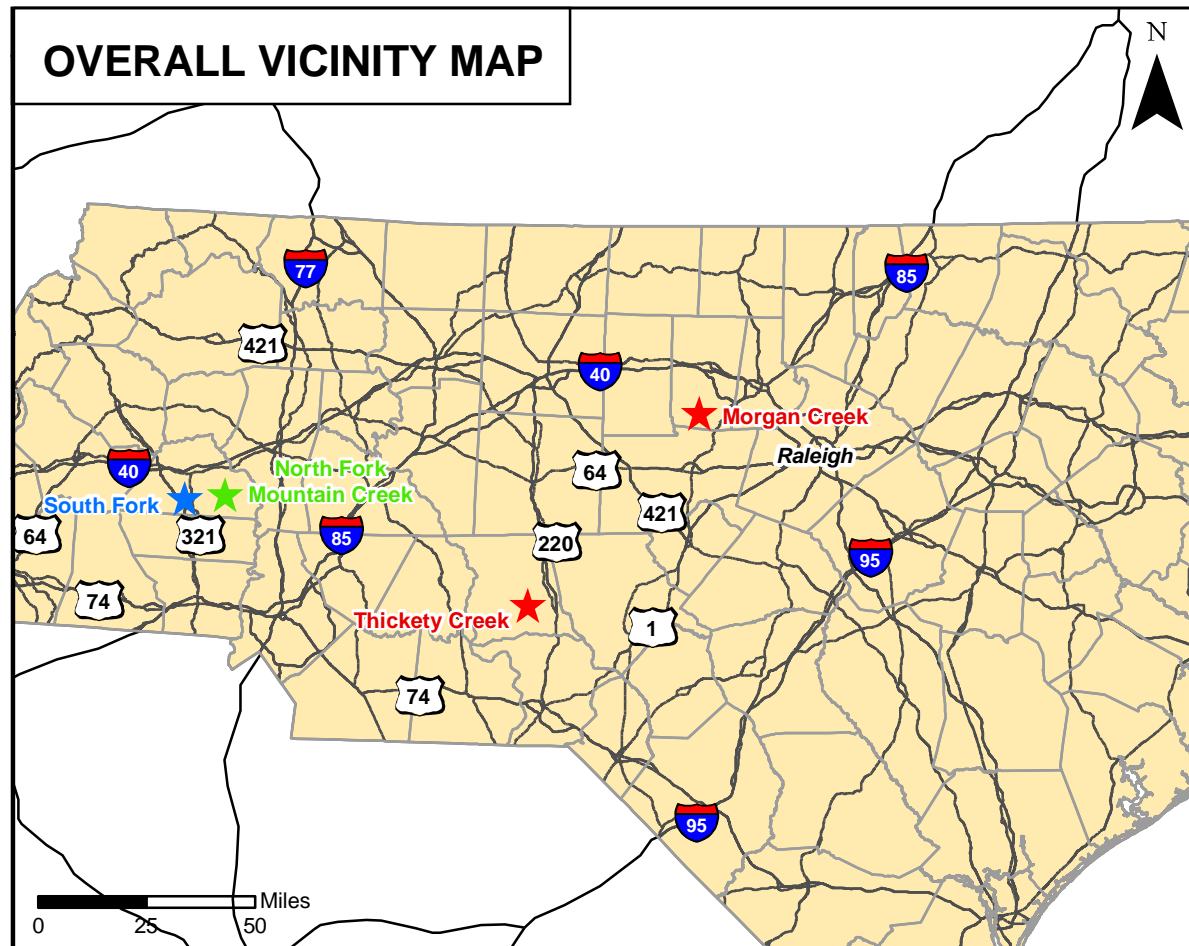 OVERALL VICINITY MAP
N
77
85
421
40
Morgan Creek
Raleigh
40
North Fork
Mountain Creek
64
South Fork
421
64
321
85
220
95
74
Thickety Creek
1
74
95
Miles
0 25 50